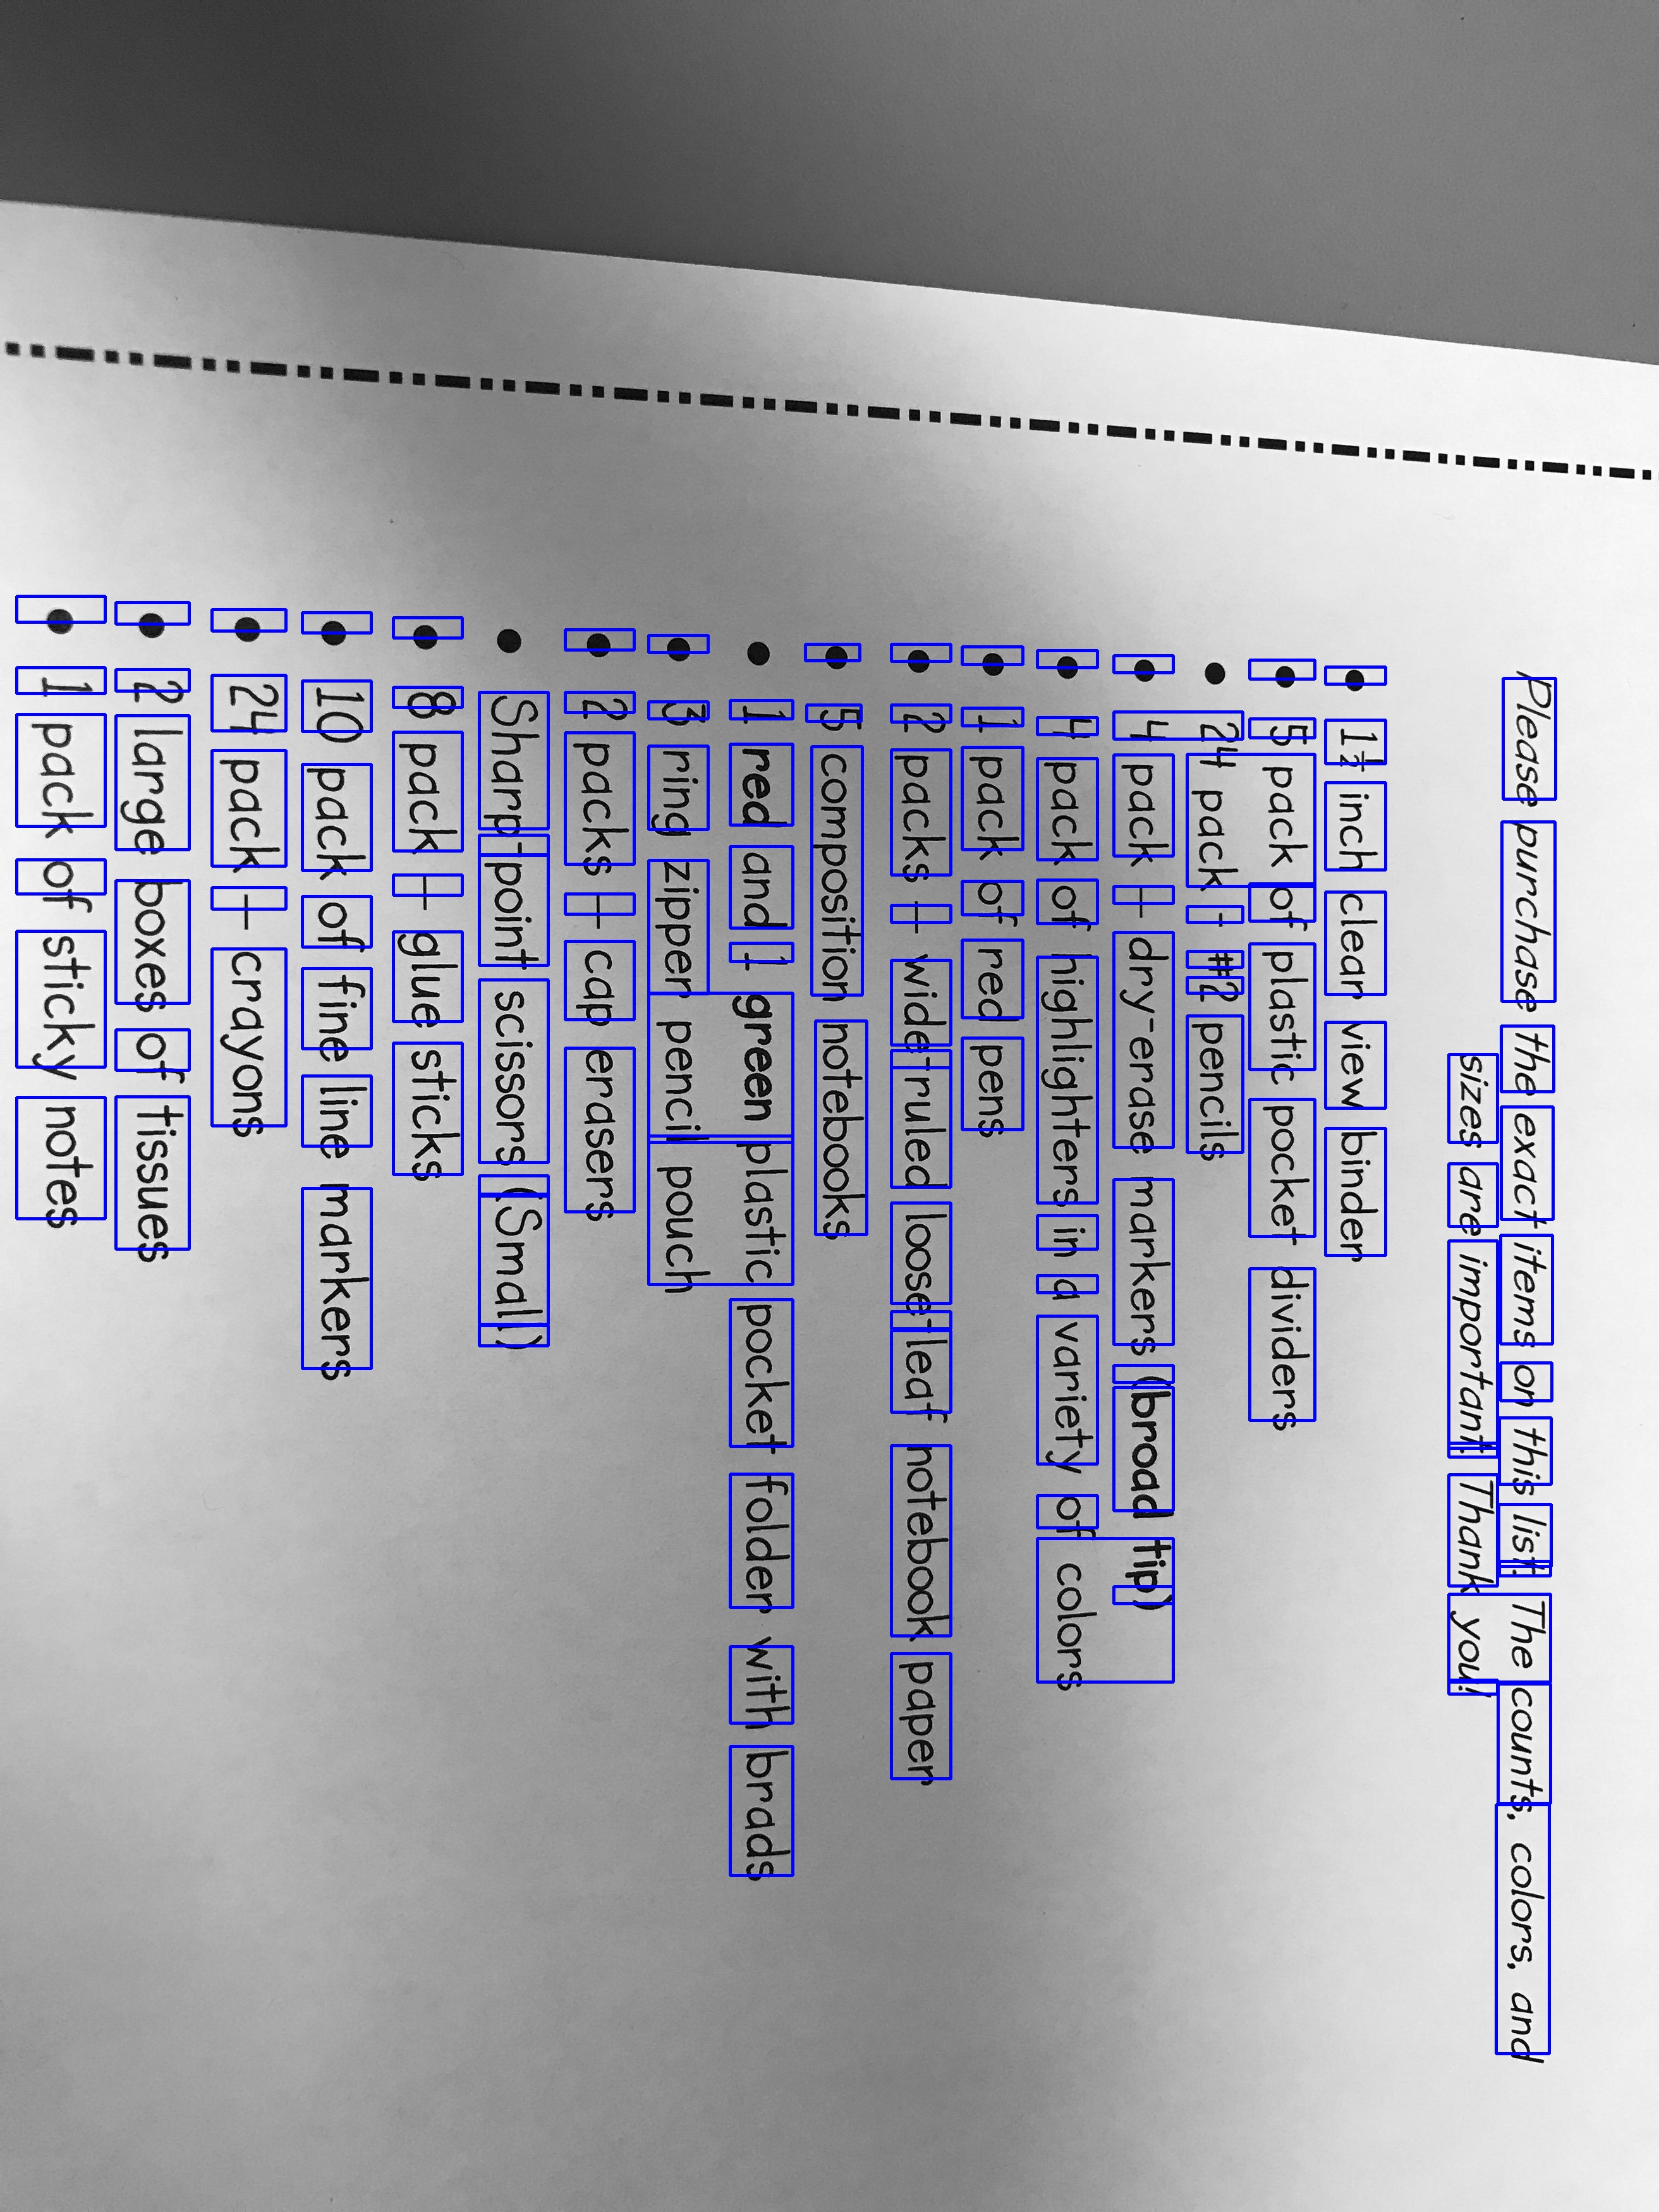 Please purchase the exact items on this list. The counts, colors, and
sizes are important. Thank you!
● 1½ inch clear view binder
● 5 pack of plastic pocket dividers
● 24 pack - #2 pencils
● 4 pack - dry-erase markers (broad tip)
● 4 pack of highlighters in a variety of colors
● 1 pack of red pens
● 2 packs - wide-ruled loose-leaf notebook paper
● 5 composition notebooks
● 1 red and 1 green plastic pocket folder with brads
● 3 ring zipper pencil pouch
● 2 packs - cap erasers
● Sharp-point scissors (Small)
● 8 pack - glue sticks
● 10 pack of fine line markers
● 24 pack - crayons
● 2 large boxes of tissues
● 1 pack of sticky notes